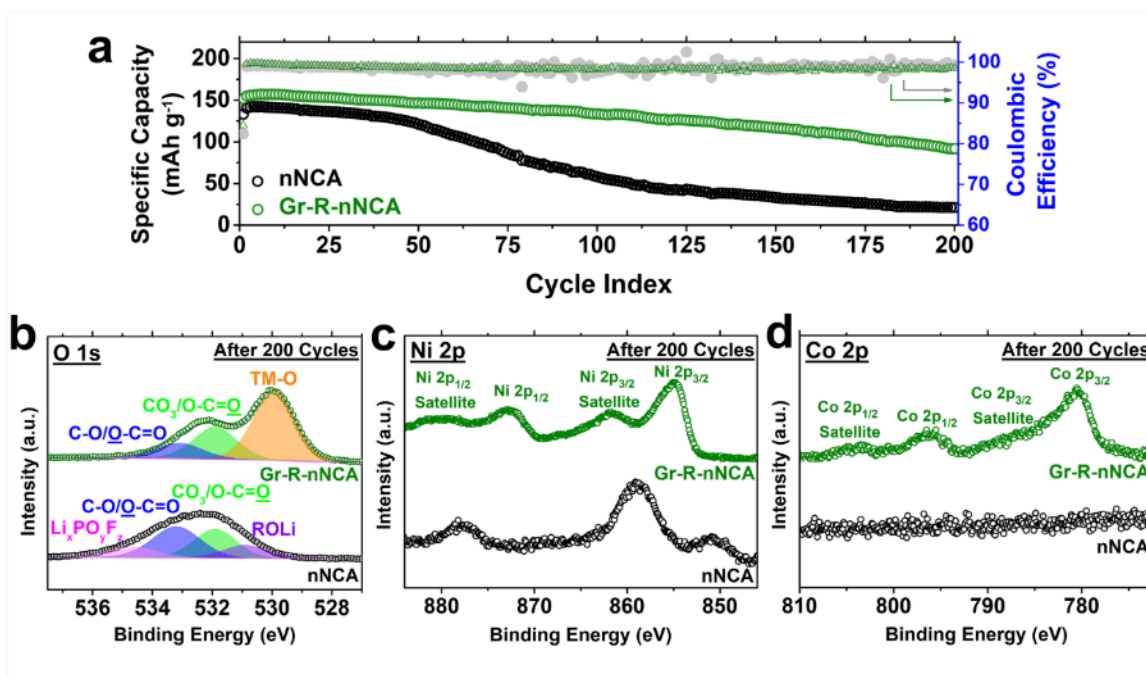 a
200
150
100
50
0
Specific Capacity
(mAh g⁻¹)
nNCA
Gr-R-nNCA
100
90
80
70
60
Coulombic
Efficiency (%)
0 25 50 75 100 125 150 175 200
Cycle Index
b
O 1s
After 200 Cycles
TM-O
CO₃/O-C=O
C-O/O-C=O
Gr-R-nNCA
CO₃/O-C=O
C-O/O-C=O
LiₓPOᵧF_z
ROLi
nNCA
Intensity (a.u.)
536 534 532 530 528
Binding Energy (eV)
c
Ni 2p
After 200 Cycles
Ni 2p₁/₂
Satellite
Ni 2p₁/₂
Ni 2p₃/₂
Satellite
Ni 2p₃/₂
Gr-R-nNCA
nNCA
Intensity (a.u.)
880 870 860 850
Binding Energy (eV)
d
Co 2p
After 200 Cycles
Co 2p₁/₂
Satellite
Co 2p₁/₂
Co 2p₃/₂
Satellite
Co 2p₃/₂
Gr-R-nNCA
nNCA
Intensity (a.u.)
810 800 790 780
Binding Energy (eV)